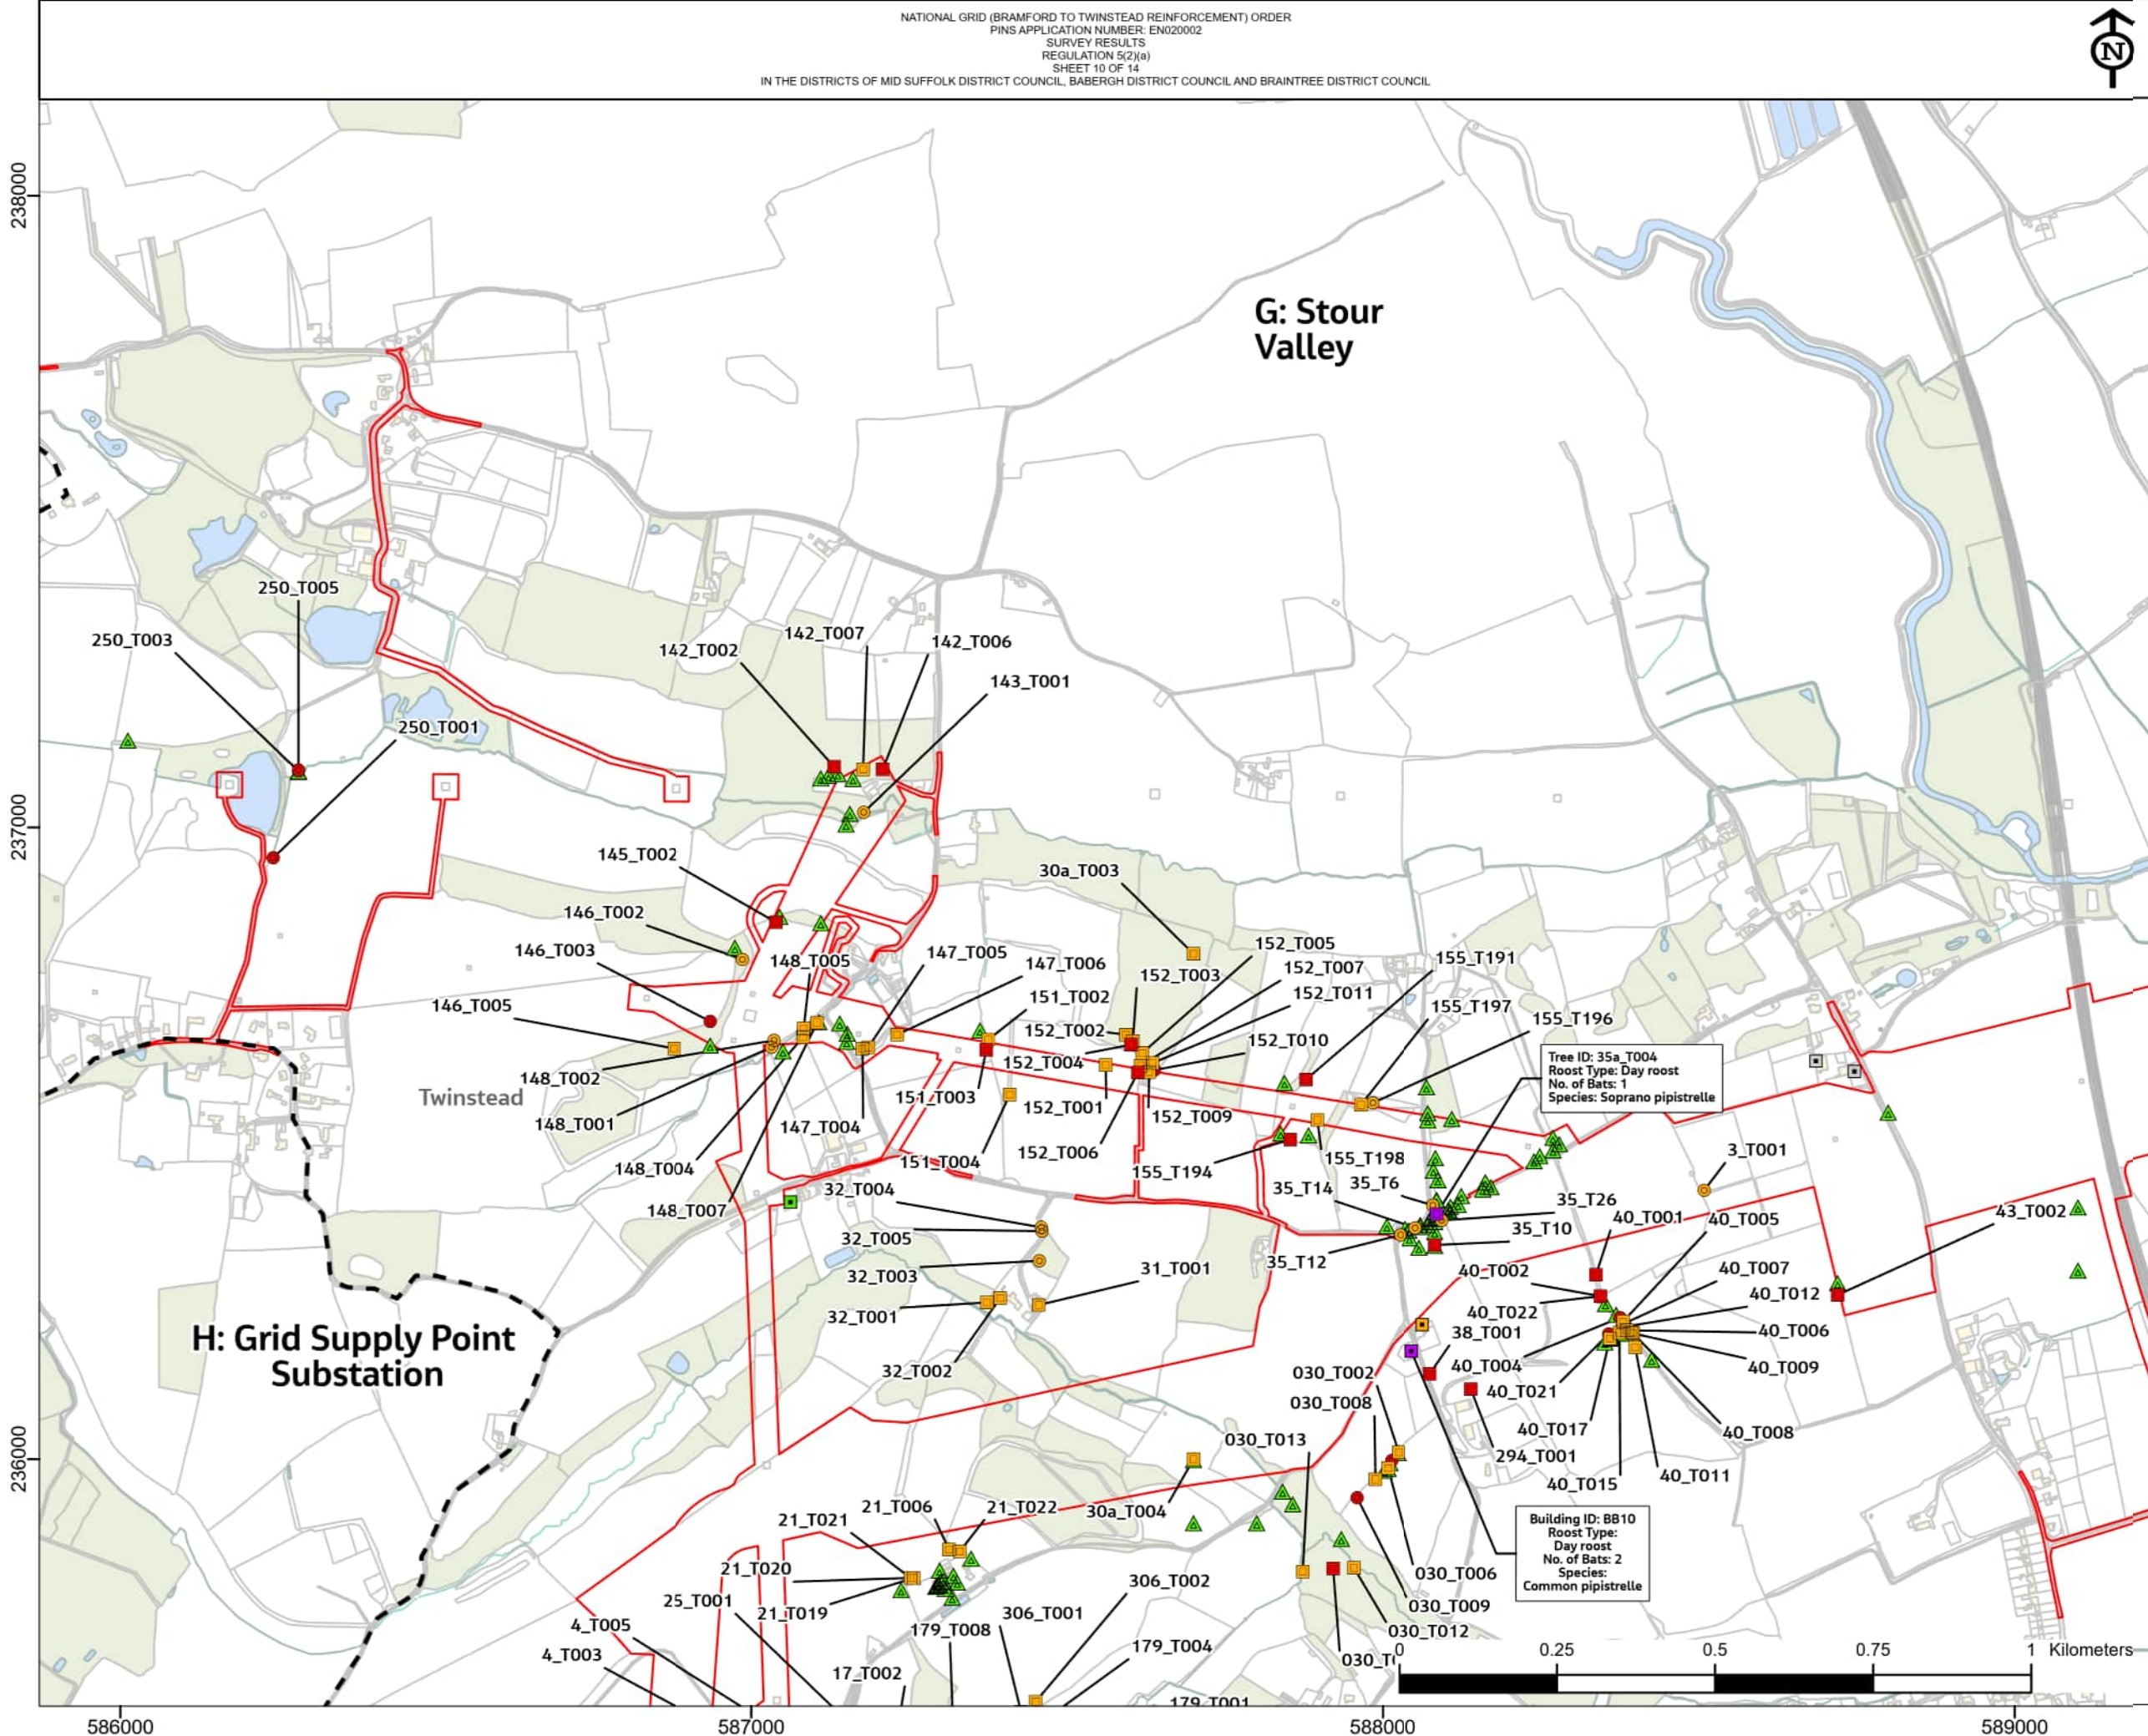 NATIONAL GRID (BRAMFORD TO TWINSTEAD REINFORCEMENT) ORDER
PINS APPLICATION NUMBER: EN020002
SURVEY RESULTS
REGULATION 5(2)(a)
SHEET 10 OF 14
IN THE DISTRICTS OF MID SUFFOLK DISTRICT COUNCIL, BABERGH DISTRICT COUNCIL AND BRAINTREE DISTRICT COUNCIL
N
238000
G: Stour
Valley
250_T005
250_T003
142_T007
142_T002
142_T006
143_T001
250_T001
237000
145_T002
30a_T003
146_T002
146_T003
148_T005
147_T005
147_T006
152_T005
152_T003
152_T007
155_T191
146_T005
151_T002
152_T011
155_T197
152_T002
155_T196
152_T010
152_T004
148_T002
Twinstead
151_T003
152_T001
152_T009
Tree ID: 35a_T004
Roost Type: Day roost
No. of Bats: 1
Species: Soprano pipistrelle
148_T001
147_T004
152_T006
151_T004
148_T004
155_T194
155_T198
3_T001
32_T004
35_T14
35_T6
148_T007
35_T26
40_T001
40_T005
43_T002
35_T10
32_T005
35_T12
32_T003
31_T001
40_T002
40_T007
40_T012
40_T022
32_T001
38_T001
40_T006
H: Grid Supply Point
Substation
32_T002
030_T002
40_T004
40_T009
40_T021
030_T008
40_T017
40_T008
030_T013
294_T001
236000
40_T015
40_T011
21_T006
21_T022
30a_T004
21_T021
Building ID: BB10
Roost Type:
Day roost
No. of Bats: 2
Species:
Common pipistrelle
21_T020
030_T006
306_T002
25_T001
21_T019
306_T001
030_T009
4_T005
179_T008
030_T012
4_T003
179_T004
17_T002
179_T001
0
0.25
0.5
0.75
1 Kilometers
586000
587000
588000
589000